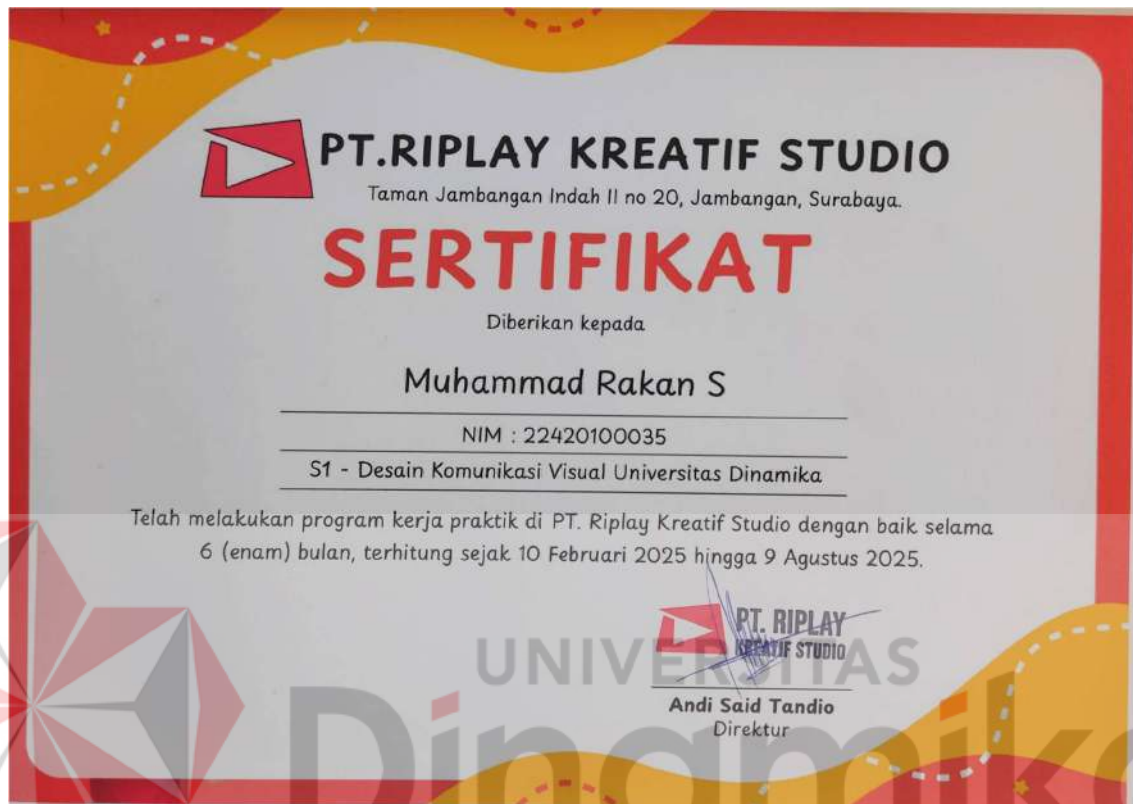 PT.RIPLAY KREATIF STUDIO
Taman Jambangan Indah II no 20, Jambangan, Surabaya.
SERTIFIKAT
Diberikan kepada
Muhammad Rakan S
NIM : 22420100035
S1 - Desain Komunikasi Visual Universitas Dinamika
Telah melakukan program kerja praktik di PT. Riplay Kreatif Studio dengan baik selama
6 (enam) bulan, terhitung sejak 10 Februari 2025 hingga 9 Agustus 2025.
PT. RIPLAY
KREATIF STUDIO
UNIVERSITAS
Dinamika
Andi Said Tandio
Direktur